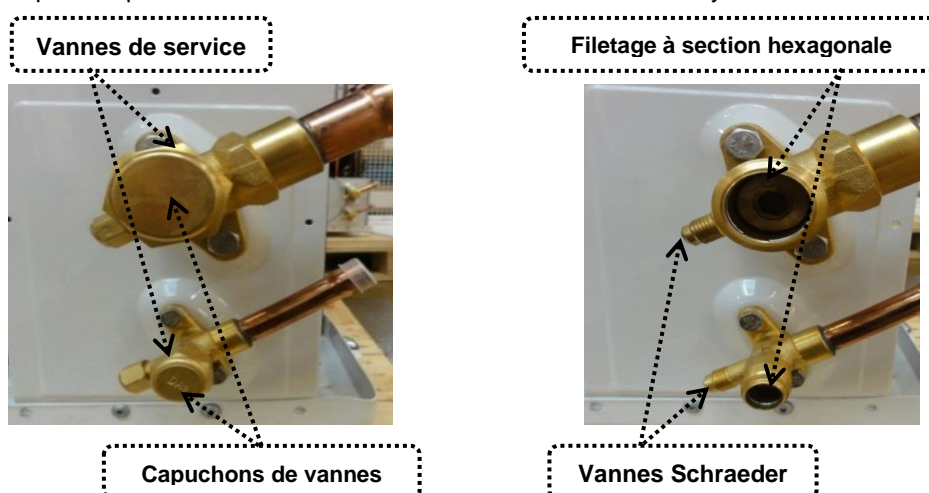 Vannes de service
Filetage à section hexagonale
Capuchons de vannes
Vannes Schraeder